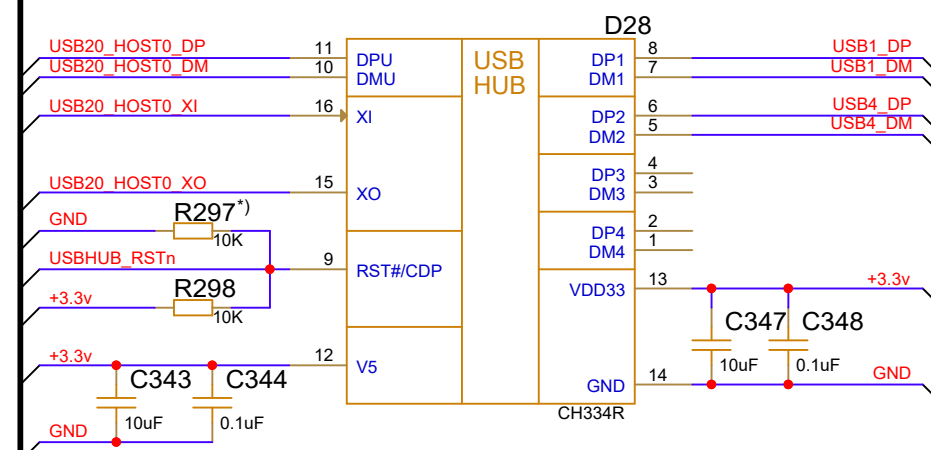 D28
USB20_HOST0_DP 11 DPU USB HUB DP1 8 USB1_DP
USB20_HOST0_DM 10 DMU DM1 7 USB1_DM
USB20_HOST0_XI 16 XI DP2 6 USB4_DP
DM2 5 USB4_DM
DP3 4
USB20_HOST0_XO 15 XO DM3 3
GND R297*) 10K DP4 2
DM4 1
USBHUB_RSTn 9 RST#/CDP
VDD33 13 +3.3v
+3.3v R298 10K
C347 10uF C348 0.1uF
+3.3v 12 V5
GND 14 GND
C343 10uF C344 0.1uF
CH334R
GND